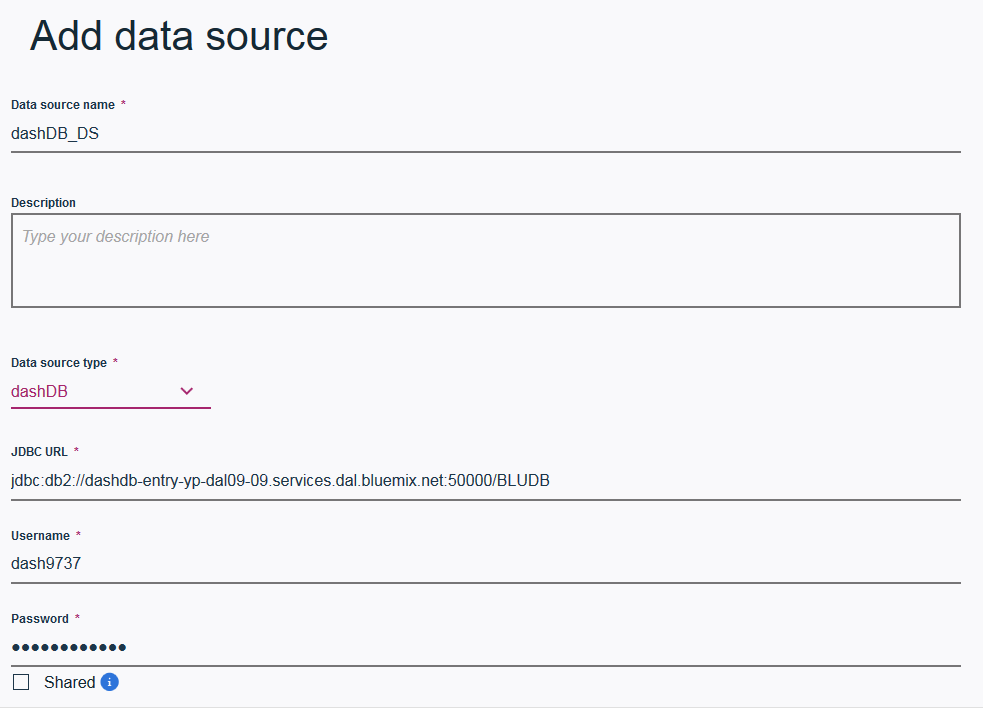 Add data source
Data source name *
dashDB_DS
Description
Type your description here
Data source type *
dashDB
JDBC URL *
jdbc:db2://dashdb-entry-yp-dal09-09.services.dal.bluemix.net:50000/BLUDB
Username *
dash9737
Password *
●●●●●●●●●●●●
Shared i